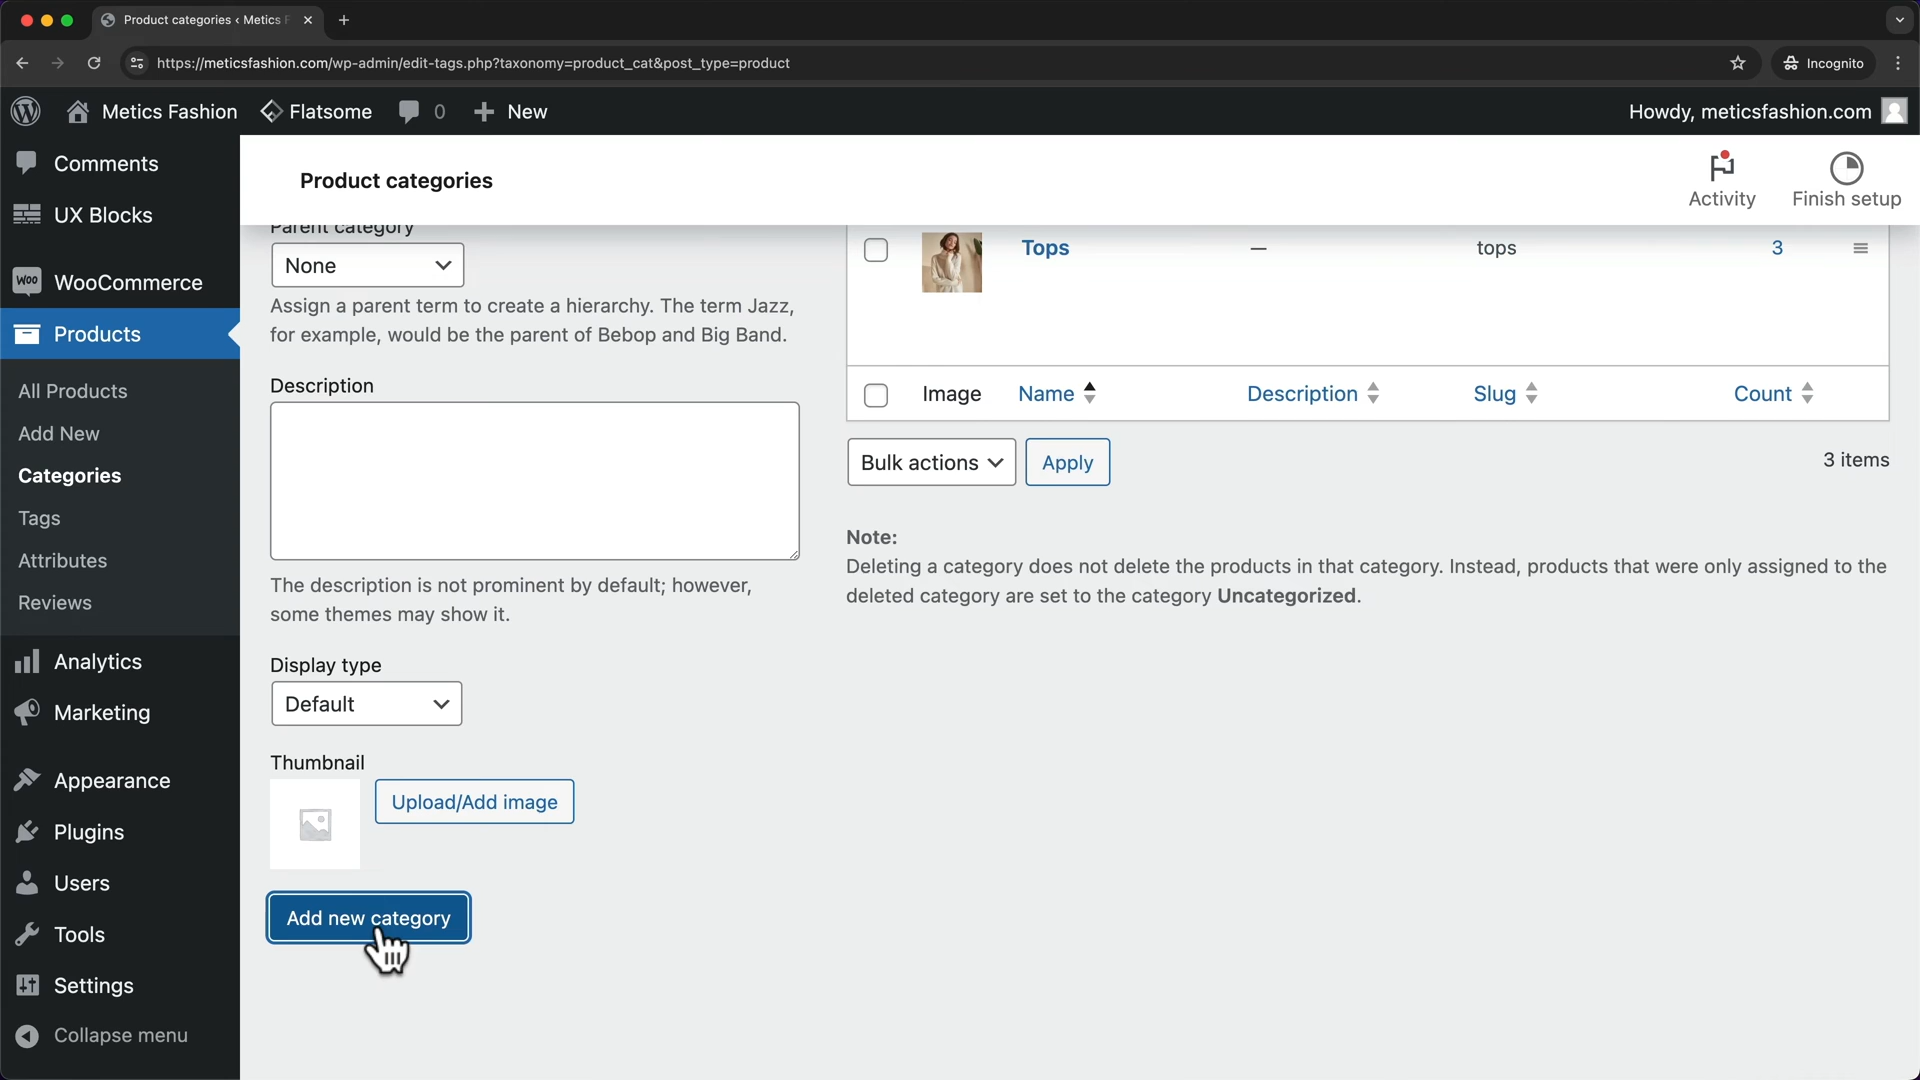 Product categories ‹ Metics F
https://meticsfashion.com/wp-admin/edit-tags.php?taxonomy=product_cat&post_type=product
Incognito
Metics Fashion
Flatsome
0
New
Howdy, meticsfashion.com
Comments
UX Blocks
Woo WooCommerce
Products
All Products
Add New
Categories
Tags
Attributes
Reviews
Analytics
Marketing
Appearance
Plugins
Users
Tools
Settings
Collapse menu
Product categories
Activity
Finish setup
Parent category
None
Assign a parent term to create a hierarchy. The term Jazz,
for example, would be the parent of Bebop and Big Band.
Description
The description is not prominent by default; however,
some themes may show it.
Display type
Default
Thumbnail
Upload/Add image
Add new category
Tops — tops 3
Image Name Description Slug Count
Bulk actions Apply
3 items
Note:
Deleting a category does not delete the products in that category. Instead, products that were only assigned to the
deleted category are set to the category Uncategorized.